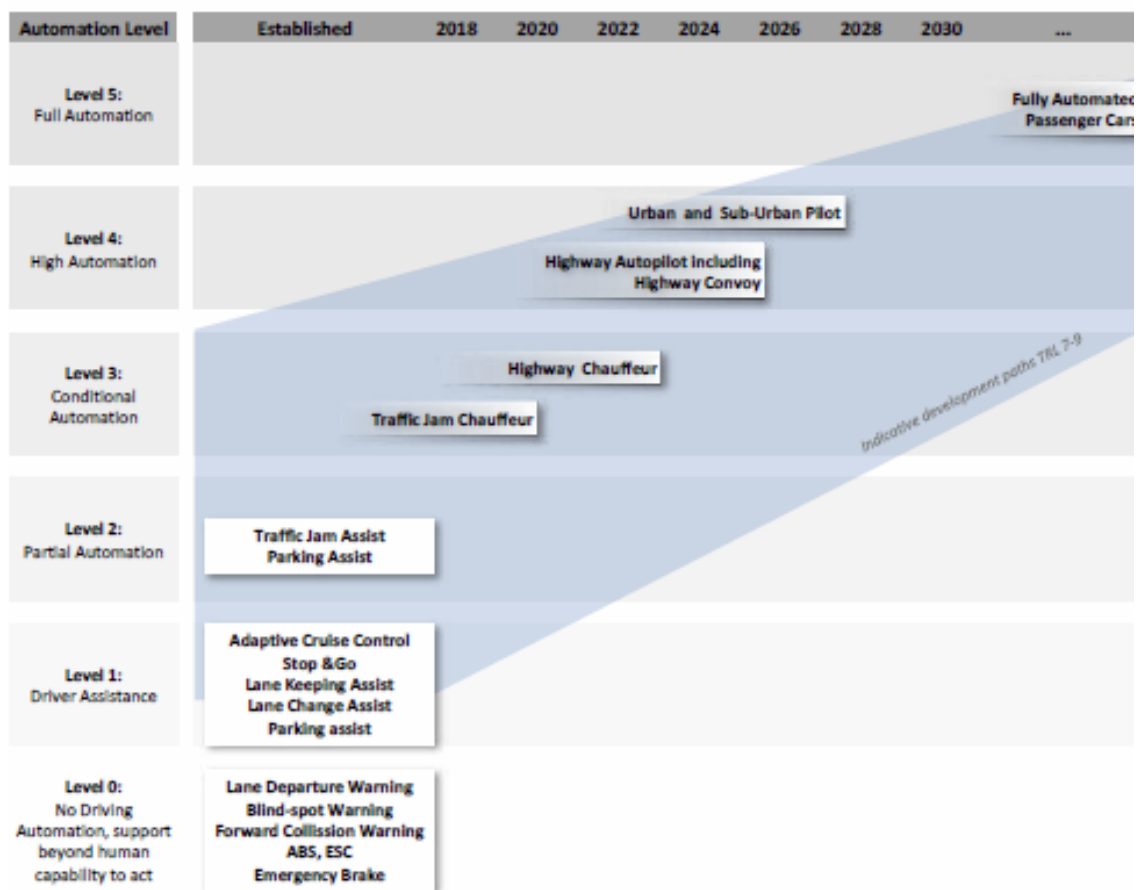 Automation Level Established 2018 2020 2022 2024 2026 2028 2030 ...
Level 5:
Full Automation
Fully Automated
Passenger Cars
Level 4:
High Automation
Urban and Sub-Urban Pilot
Highway Autopilot including
Highway Convoy
Level 3:
Conditional
Automation
Highway Chauffeur
Traffic Jam Chauffeur
Indicative development paths TRL 7-9
Level 2:
Partial Automation
Traffic Jam Assist
Parking Assist
Level 1:
Driver Assistance
Adaptive Cruise Control
Stop &Go
Lane Keeping Assist
Lane Change Assist
Parking assist
Level 0:
No Driving
Automation, support
beyond human
capability to act
Lane Departure Warning
Blind-spot Warning
Forward Collission Warning
ABS, ESC
Emergency Brake